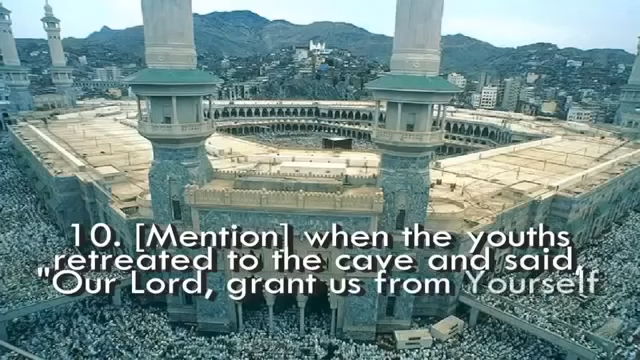 10. [Mention] when the youths
retreated to the cave and said,
"Our Lord, grant us from Yourself